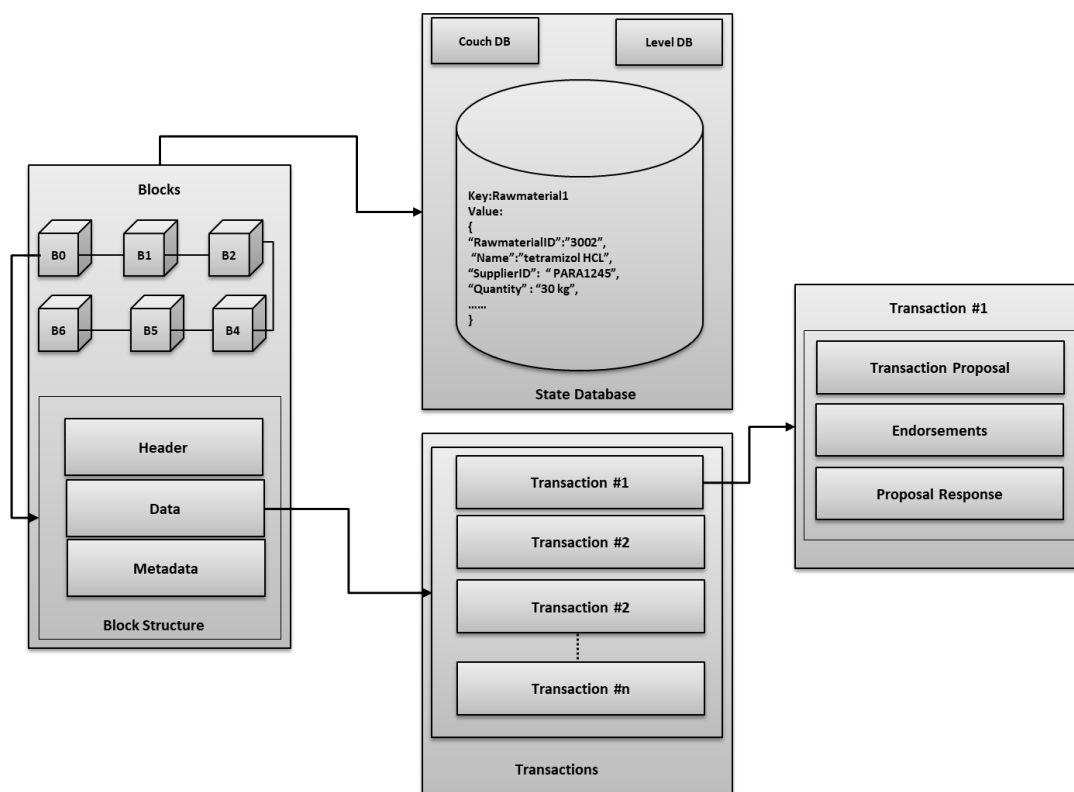 Couch DB
Level DB
Key:Rawmaterial1
Value:
{
“RawmaterialID”:”3002”,
“Name”:”tetramizol HCL”,
“SupplierID”: “ PARA1245”,
“Quantity” : “30 kg”,
......
}
State Database
Blocks
B0
B1
B2
B6
B5
B4
Header
Data
Metadata
Block Structure
Transaction #1
Transaction #2
Transaction #2
Transaction #n
Transactions
Transaction #1
Transaction Proposal
Endorsements
Proposal Response